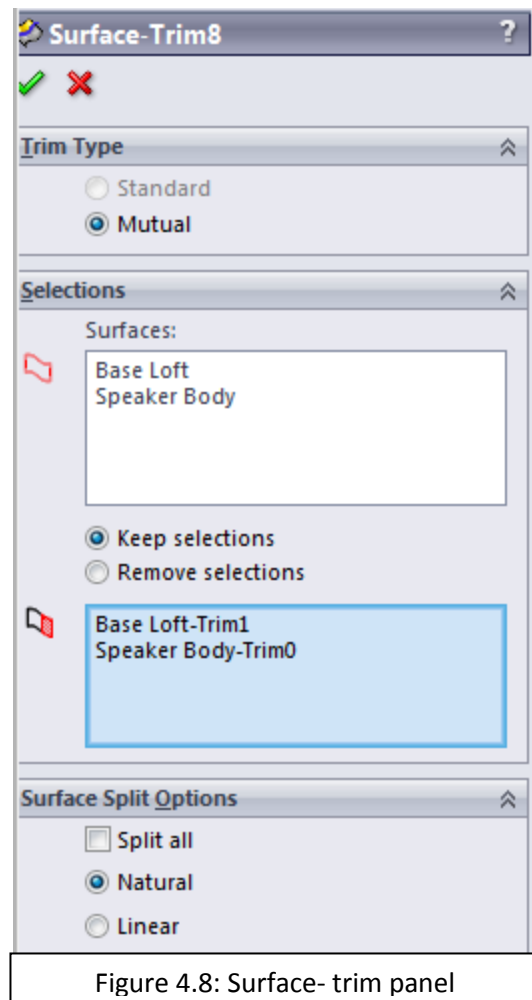 Surface-Trim8 ?
Trim Type
Standard
Mutual
Selections
Surfaces:
Base Loft
Speaker Body
Keep selections
Remove selections
Base Loft-Trim1
Speaker Body-Trim0
Surface Split Options
Split all
Natural
Linear
Figure 4.8: Surface- trim panel